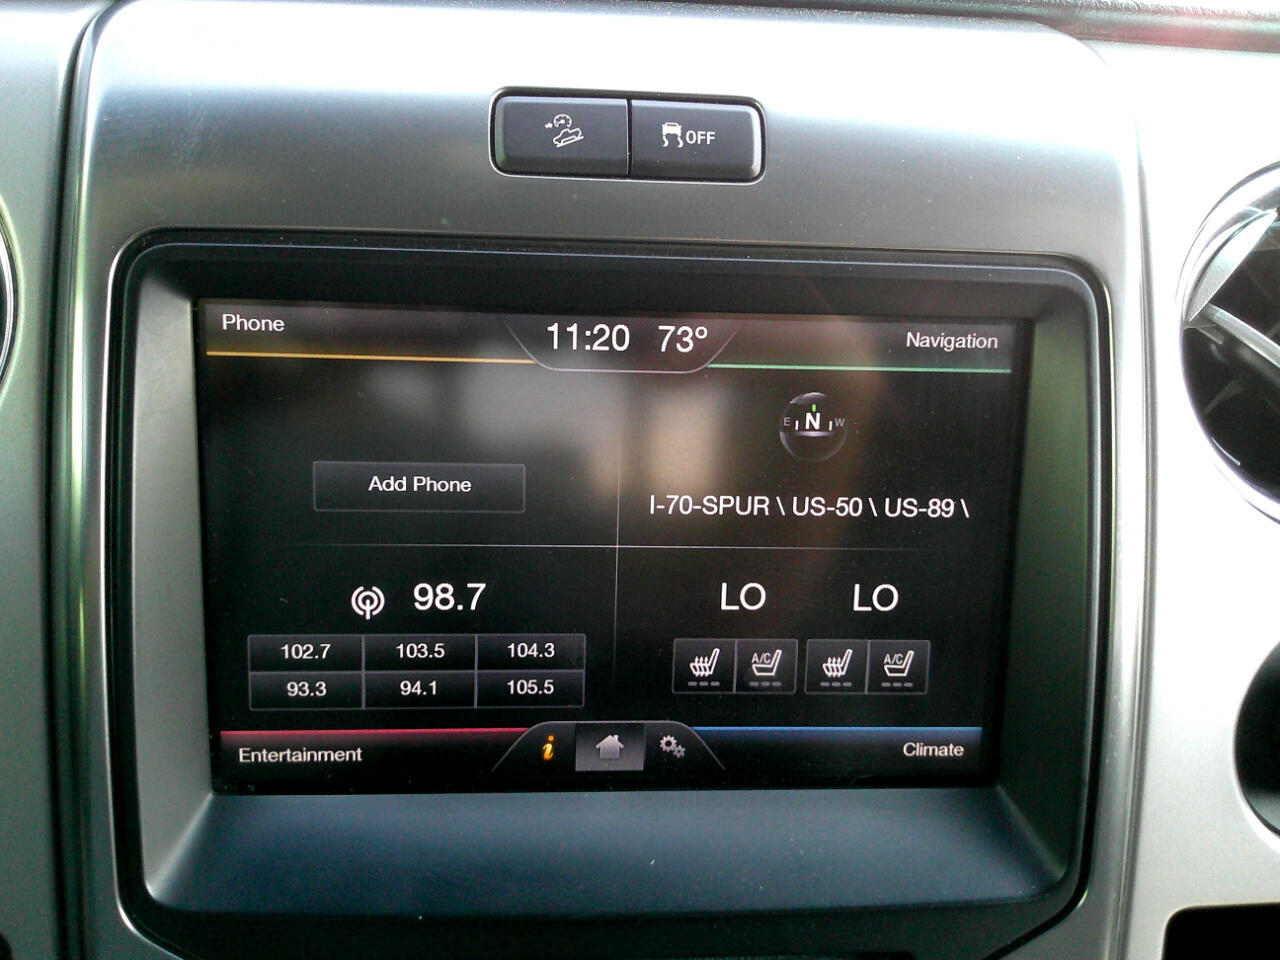 OFF
Phone
11:20 73°
Navigation
E N W
Add Phone
I-70-SPUR \ US-50 \ US-89 \
98.7
LO LO
102.7 103.5 104.3
93.3 94.1 105.5
A/C A/C
Entertainment
i
Climate